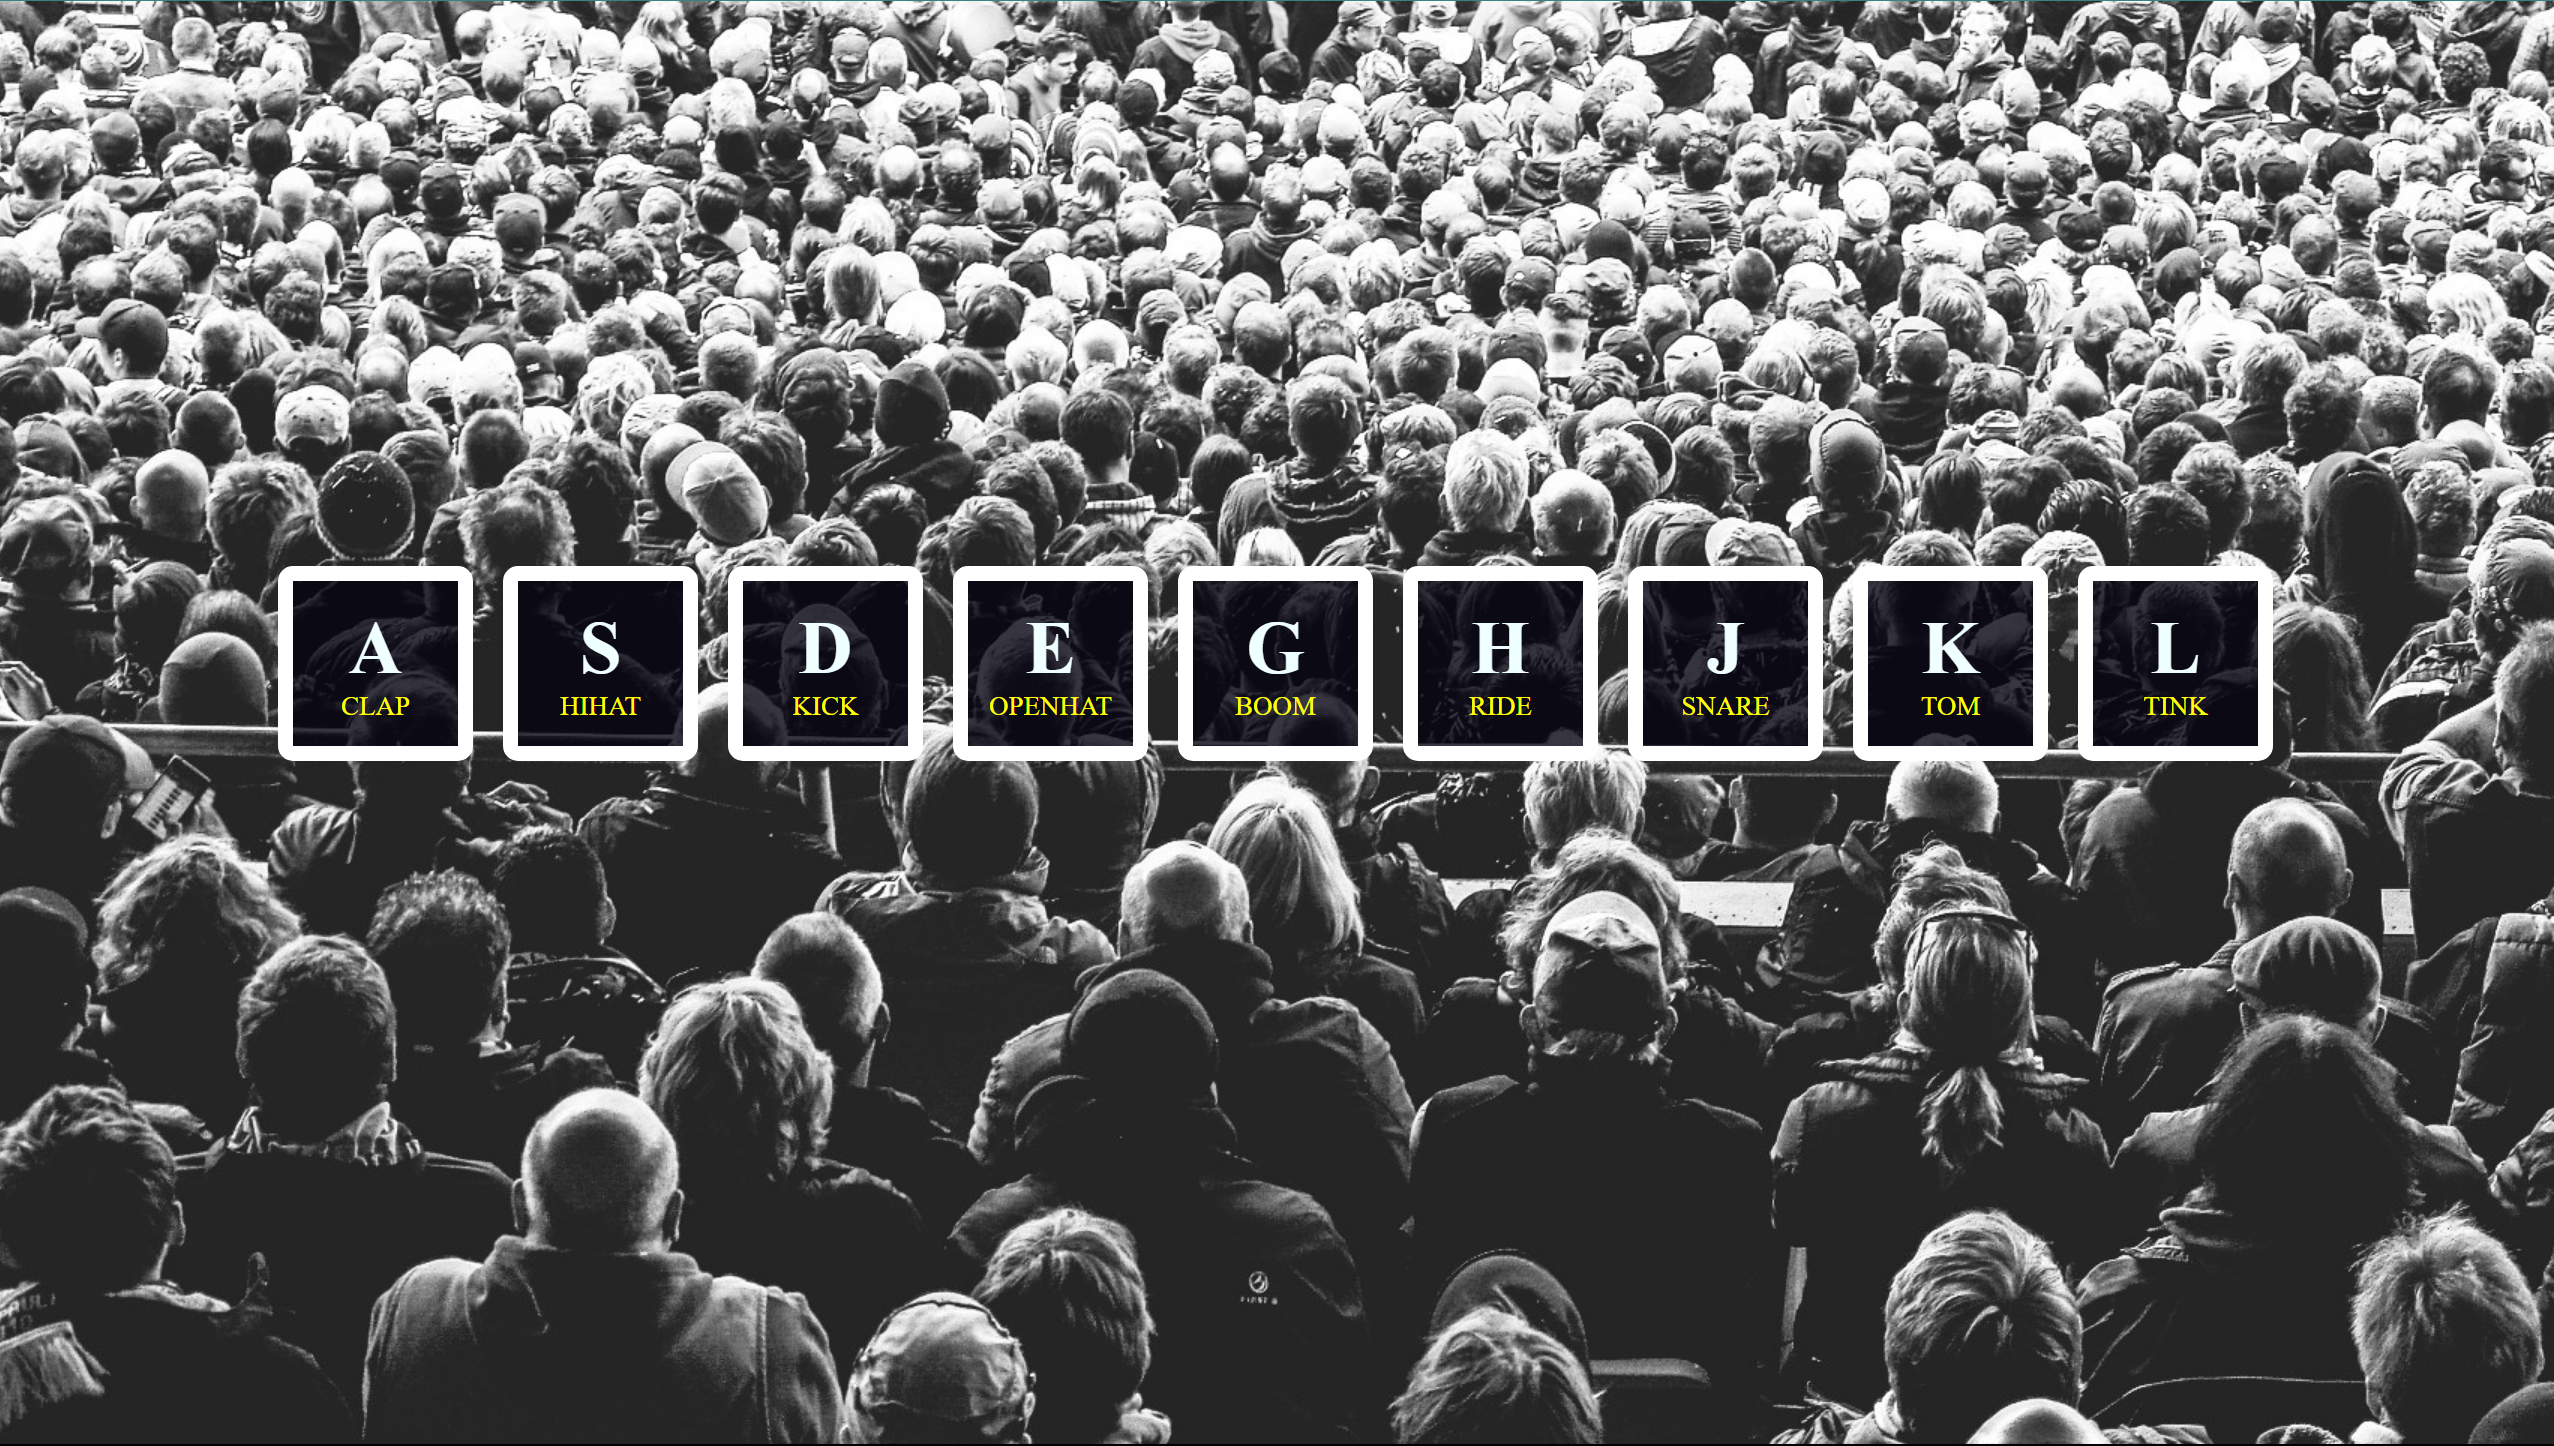 A
CLAP
S
HIHAT
D
KICK
E
OPENHAT
G
BOOM
H
RIDE
J
SNARE
K
TOM
L
TINK